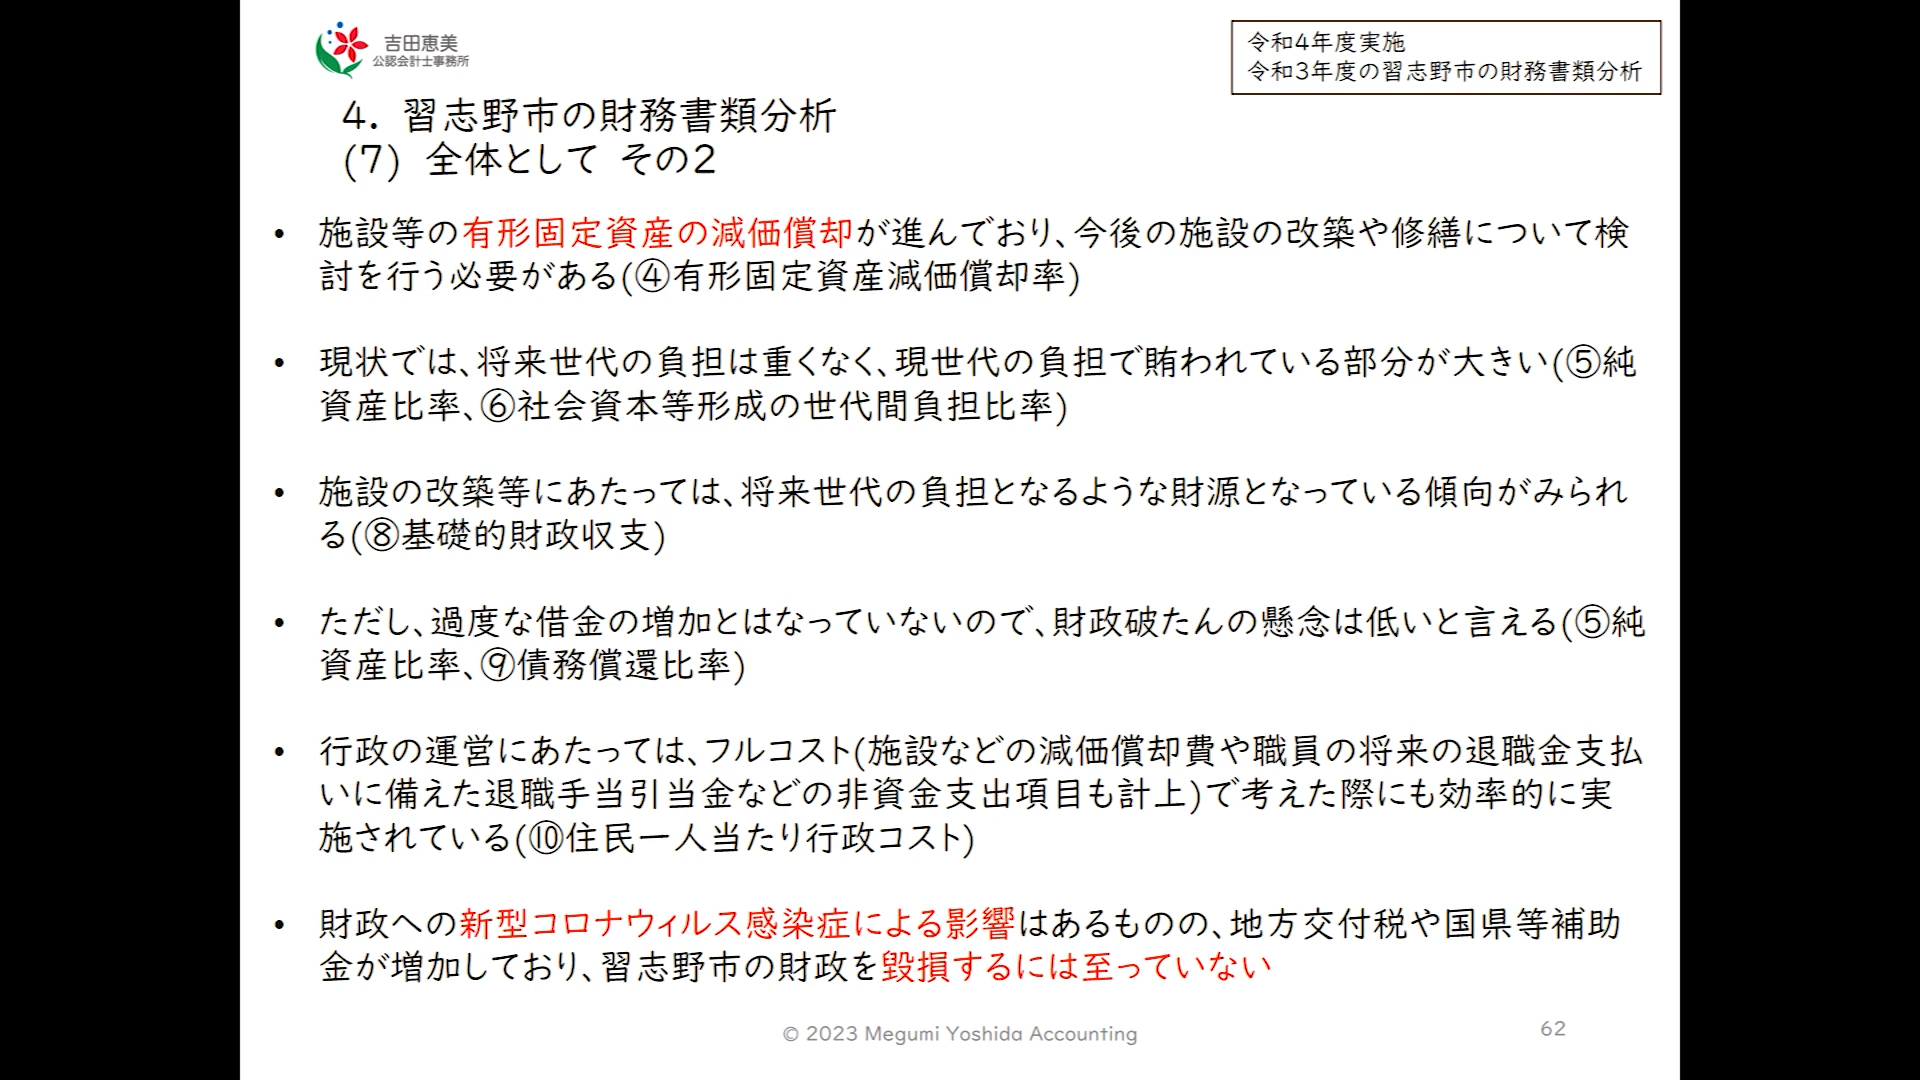 吉田恵美
公認会計士事務所
令和4年度実施
令和3年度の習志野市の財務書類分析
4. 習志野市の財務書類分析
(7) 全体として その2
• 施設等の有形固定資産の減価償却が進んでおり、今後の施設の改築や修繕について検
討を行う必要がある(④有形固定資産減価償却率)
• 現状では、将来世代の負担は重くなく、現世代の負担で賄われている部分が大きい(⑤純
資産比率、⑥社会資本等形成の世代間負担比率)
• 施設の改築等にあたっては、将来世代の負担となるような財源となっている傾向がみられ
る(⑧基礎的財政収支)
• ただし、過度な借金の増加とはなっていないので、財政破たんの懸念は低いと言える(⑤純
資産比率、⑨債務償還比率)
• 行政の運営にあたっては、フルコスト(施設などの減価償却費や職員の将来の退職金支払
いに備えた退職手当引当金などの非資金支出項目も計上)で考えた際にも効率的に実
施されている(⑩住民一人当たり行政コスト)
• 財政への新型コロナウィルス感染症による影響はあるものの、地方交付税や国県等補助
金が増加しており、習志野市の財政を毀損するには至っていない
© 2023 Megumi Yoshida Accounting
62